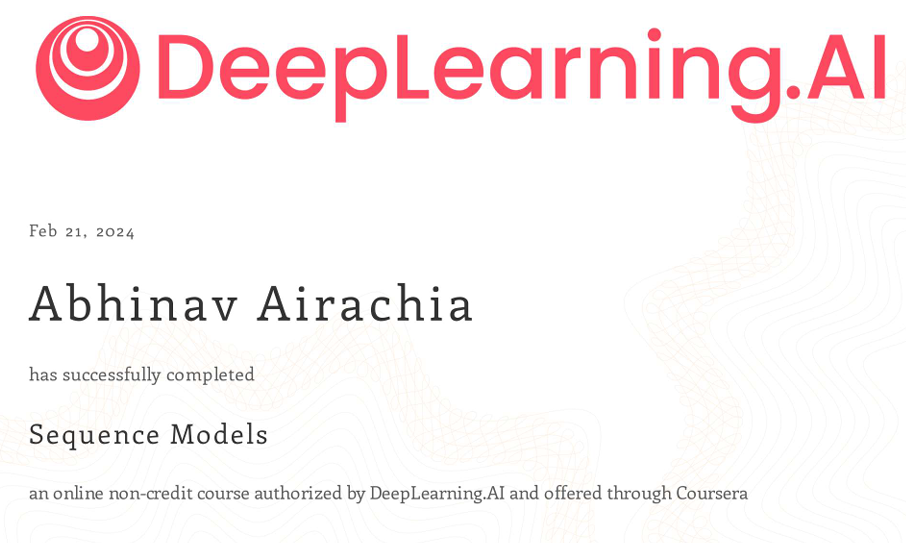 DeepLearning.AI
Feb 21, 2024
Abhinav Airachia
has successfully completed
Sequence Models
an online non-credit course authorized by DeepLearning.AI and offered through Coursera